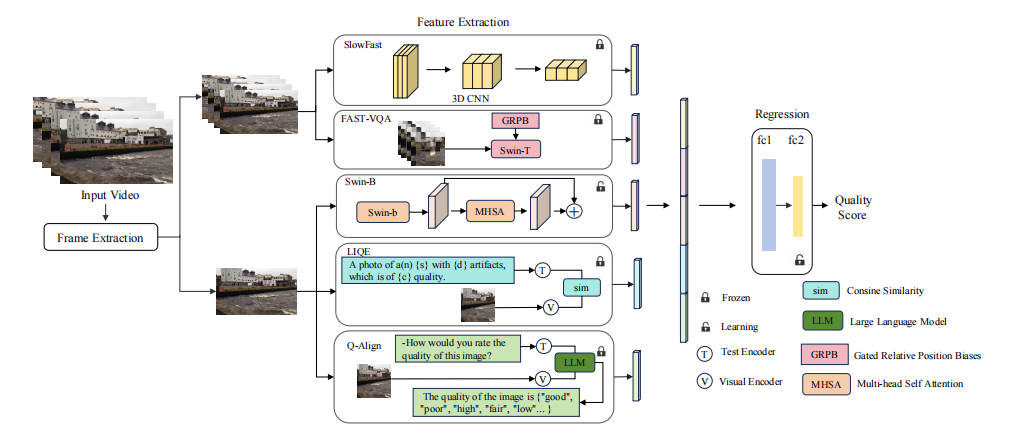 Feature Extraction
SlowFast
3D CNN
FAST-VQA
GRPB
Swin-T
Input Video
Frame Extraction
Swin-B
Swin-b
MHSA
LIQE
A photo of a(n) {s} with {d} artifacts,
which is of {c} quality.
T
sim
V
Q-Align
-How would you rate the
quality of this image?
T
LLM
V
The quality of the image is {"good",
"poor", "high", "fair", "low"... }
Regression
fc1 fc2
Quality
Score
Frozen
Learning
T Test Encoder
V Visual Encoder
sim Consine Similarity
LLM Large Language Model
GRPB Gated Relative Position Biases
MHSA Multi-head Self Attention